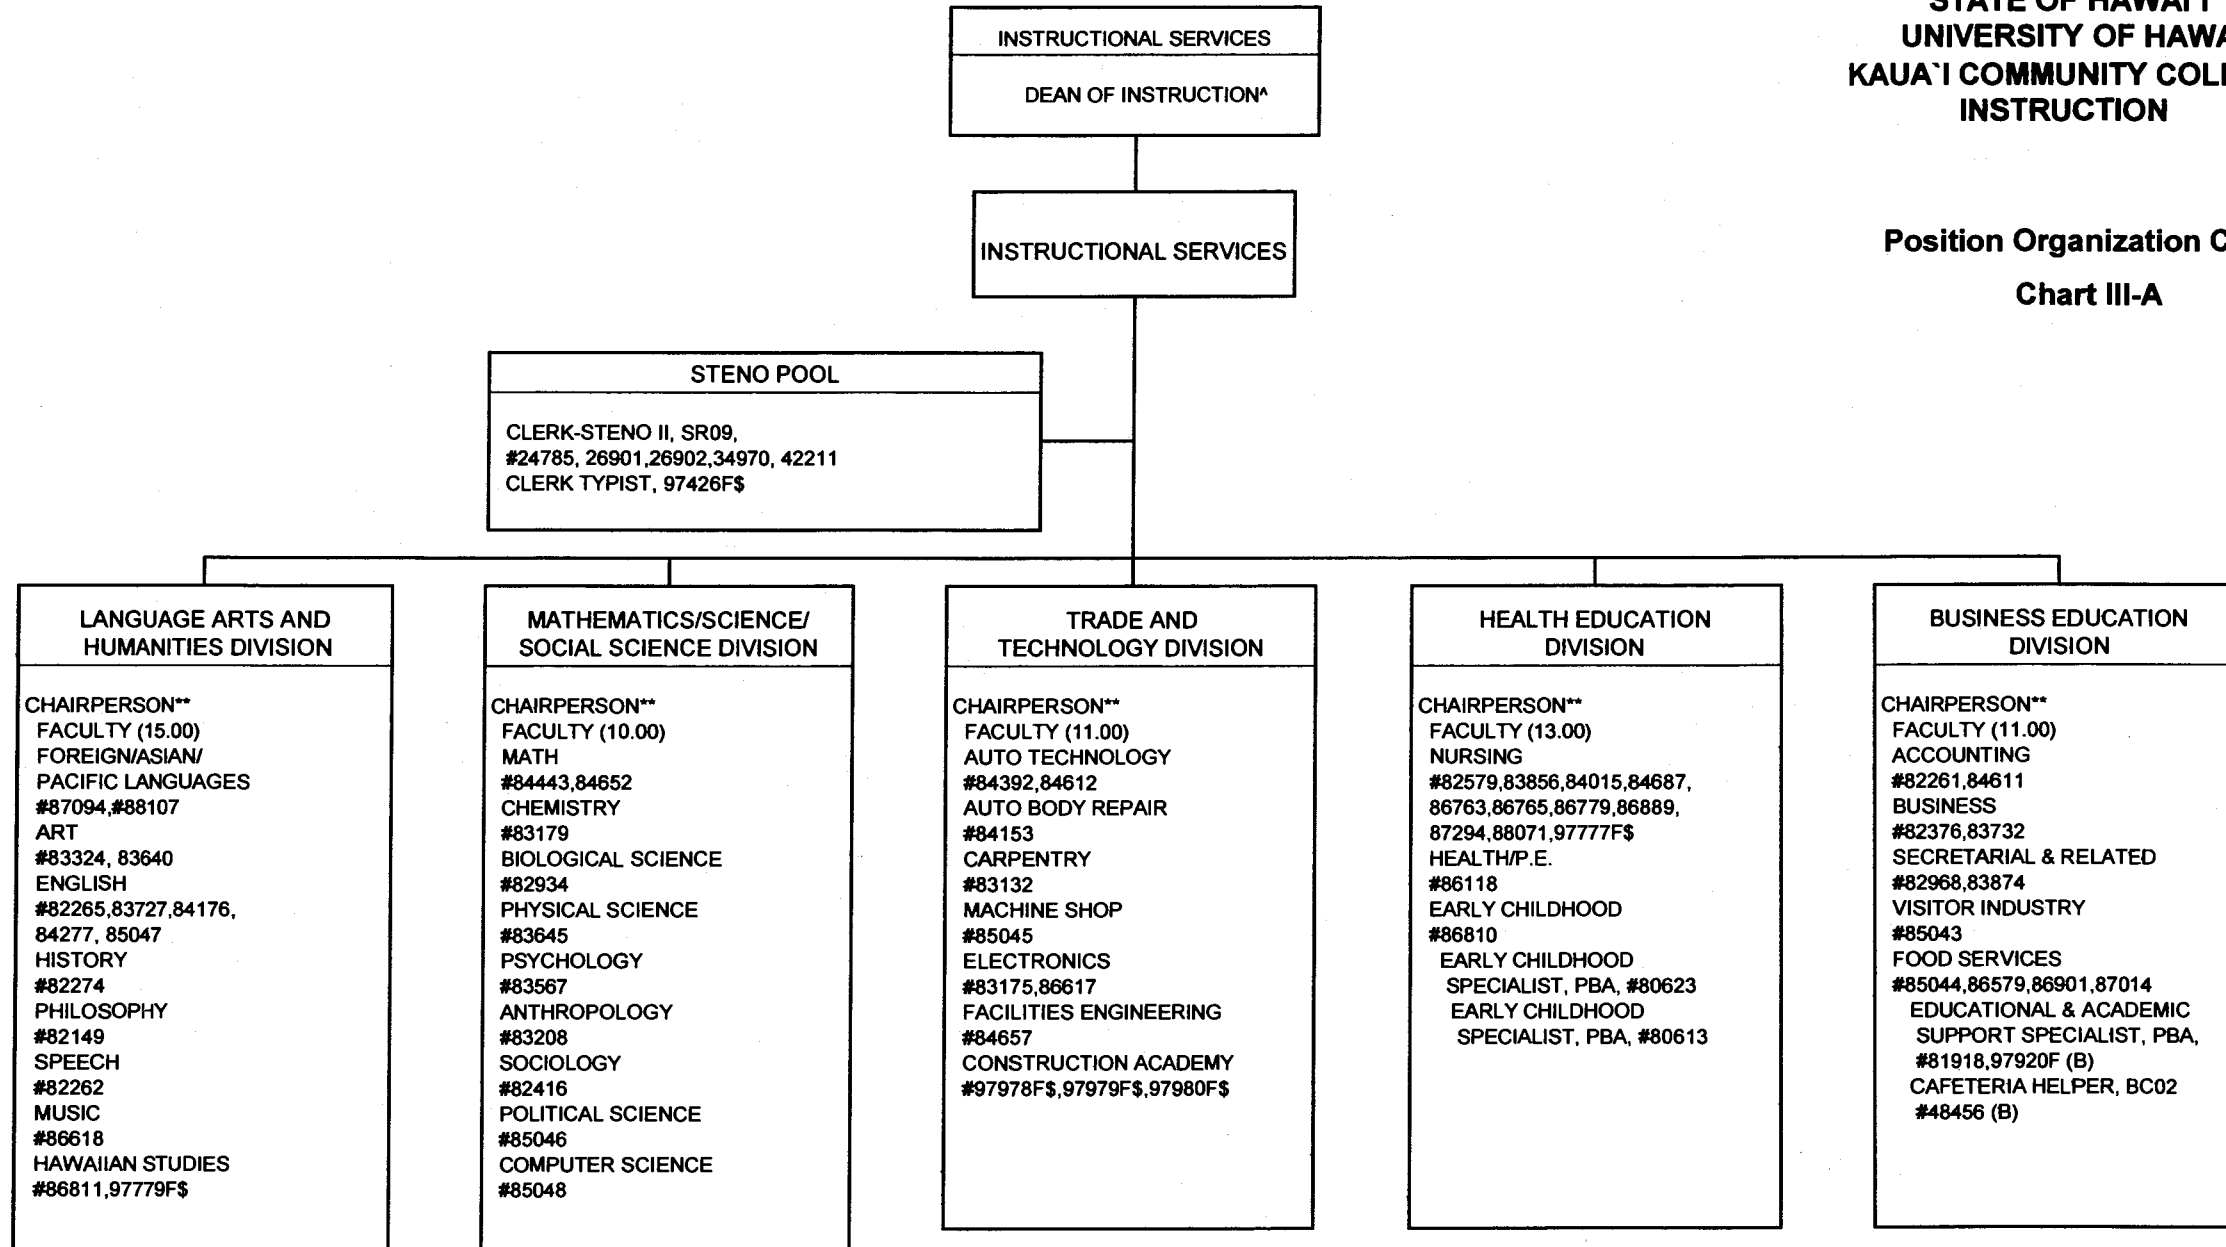 INSTRUCTIONAL SERVICES
DEAN OF INSTRUCTION^
STATE OF HAWAI'I
UNIVERSITY OF HAWA
KAUA`I COMMUNITY COLL
INSTRUCTION
Position Organization C
Chart III-A
INSTRUCTIONAL SERVICES
STENO POOL
CLERK-STENO II, SR09,
#24785, 26901,26902,34970, 42211
CLERK TYPIST, 97426F$
LANGUAGE ARTS AND
HUMANITIES DIVISION
CHAIRPERSON**
FACULTY (15.00)
FOREIGN/ASIAN/
PACIFIC LANGUAGES
#87094,#88107
ART
#83324, 83640
ENGLISH
#82265,83727,84176,
84277, 85047
HISTORY
#82274
PHILOSOPHY
#82149
SPEECH
#82262
MUSIC
#86618
HAWAIIAN STUDIES
#86811,97779F$
MATHEMATICS/SCIENCE/
SOCIAL SCIENCE DIVISION
CHAIRPERSON**
FACULTY (10.00)
MATH
#84443,84652
CHEMISTRY
#83179
BIOLOGICAL SCIENCE
#82934
PHYSICAL SCIENCE
#83645
PSYCHOLOGY
#83567
ANTHROPOLOGY
#83208
SOCIOLOGY
#82416
POLITICAL SCIENCE
#85046
COMPUTER SCIENCE
#85048
TRADE AND
TECHNOLOGY DIVISION
CHAIRPERSON**
FACULTY (11.00)
AUTO TECHNOLOGY
#84392,84612
AUTO BODY REPAIR
#84153
CARPENTRY
#83132
MACHINE SHOP
#85045
ELECTRONICS
#83175,86617
FACILITIES ENGINEERING
#84657
CONSTRUCTION ACADEMY
#97978F$,97979F$,97980F$
HEALTH EDUCATION
DIVISION
CHAIRPERSON**
FACULTY (13.00)
NURSING
#82579,83856,84015,84687,
86763,86765,86779,86889,
87294,88071,97777F$
HEALTH/P.E.
#86118
EARLY CHILDHOOD
#86810
EARLY CHILDHOOD
SPECIALIST, PBA, #80623
EARLY CHILDHOOD
SPECIALIST, PBA, #80613
BUSINESS EDUCATION
DIVISION
CHAIRPERSON**
FACULTY (11.00)
ACCOUNTING
#82261,84611
BUSINESS
#82376,83732
SECRETARIAL & RELATED
#82968,83874
VISITOR INDUSTRY
#85043
FOOD SERVICES
#85044,86579,86901,87014
EDUCATIONAL & ACADEMIC
SUPPORT SPECIALIST, PBA,
#81918,97920F (B)
CAFETERIA HELPER, BC02
#48456 (B)